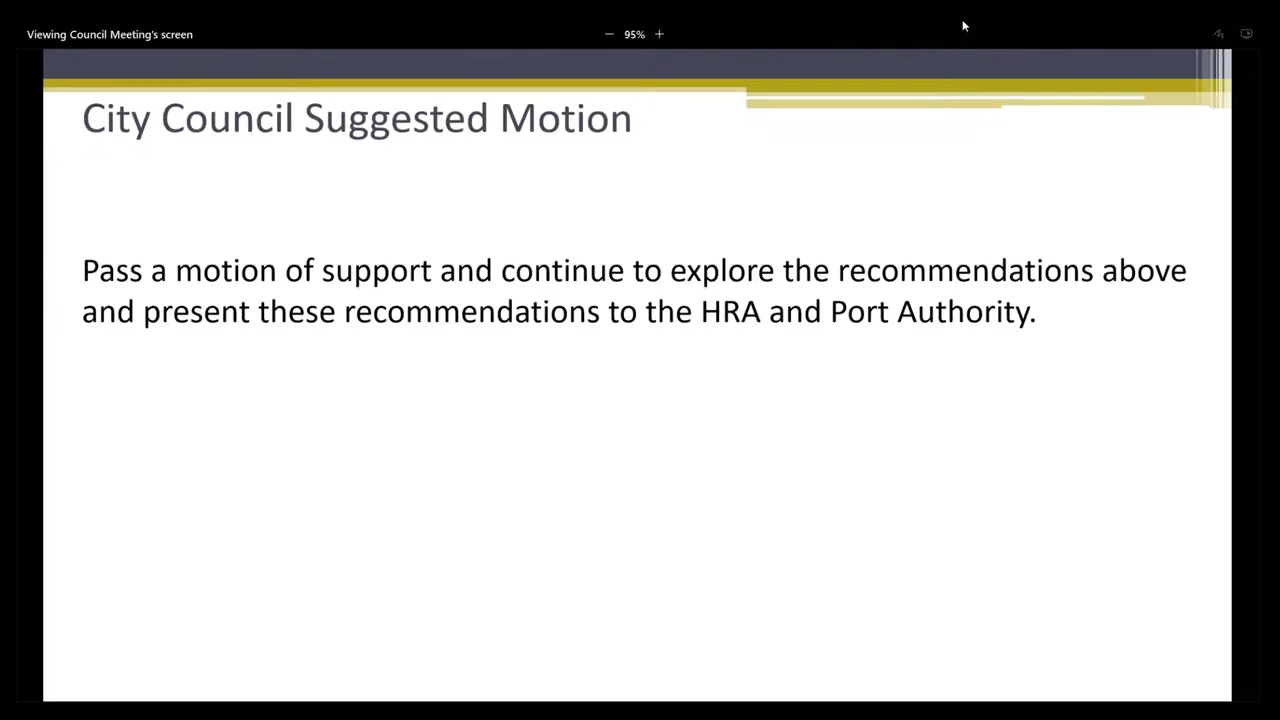 Viewing Council Meeting's screen
95%
City Council Suggested Motion
Pass a motion of support and continue to explore the recommendations above
and present these recommendations to the HRA and Port Authority.